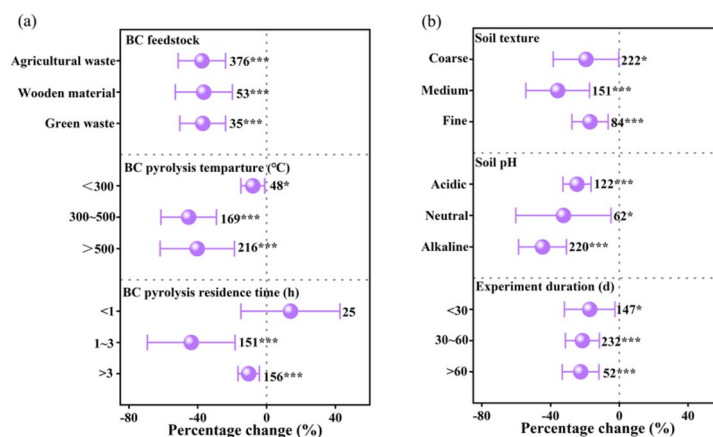 (a)
BC feedstock
Agricultural waste 376***
Wooden material 53***
Green waste 35***
BC pyrolysis temparture (℃)
<300 48*
300~500 169***
>500 216***
BC pyrolysis residence time (h)
<1 25
1~3 151***
>3 156***
-80 -40 0 40
Percentage change (%)
(b)
Soil texture
Coarse 222*
Medium 151***
Fine 84***
Soil pH
Acidic 122***
Neutral 62*
Alkaline 220***
Experiment duration (d)
<30 147*
30~60 232***
>60 52***
-80 -40 0 40
Percentage change (%)